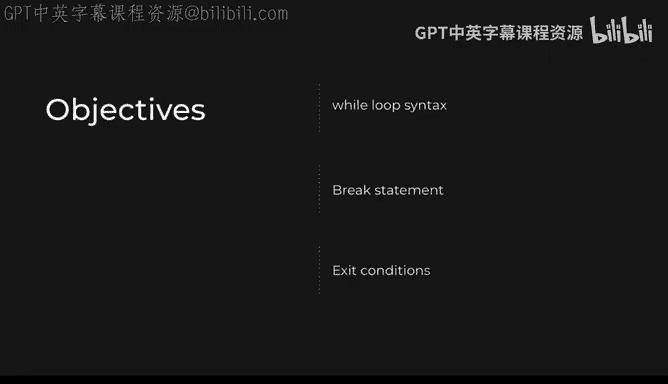 GPT中英字幕课程资源@bilibili.com
GPT中英字幕课程资源 bilibili
Objectives
while loop syntax
Break statement
Exit conditions